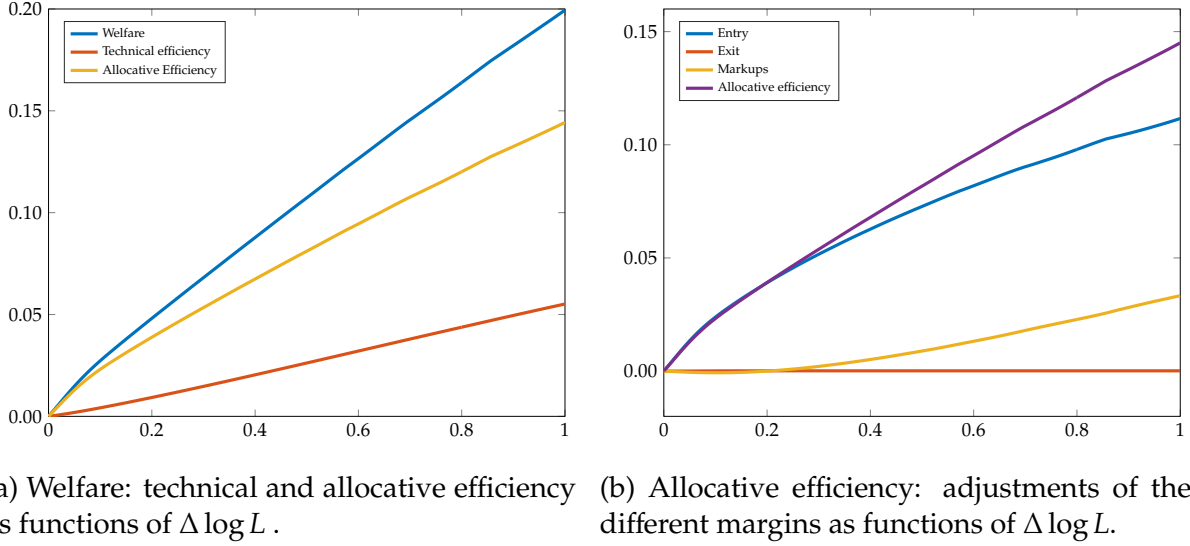 0.20
0.15
0.10
0.05
0.00
0
0.2
0.4
0.6
0.8
1
Welfare
Technical efficiency
Allocative Efficiency
0.15
0.10
0.05
0.00
0
0.2
0.4
0.6
0.8
1
Entry
Exit
Markups
Allocative efficiency
) Welfare: technical and allocative efficiency
s functions of Δ log L .
(b) Allocative efficiency: adjustments of the
different margins as functions of Δ log L.